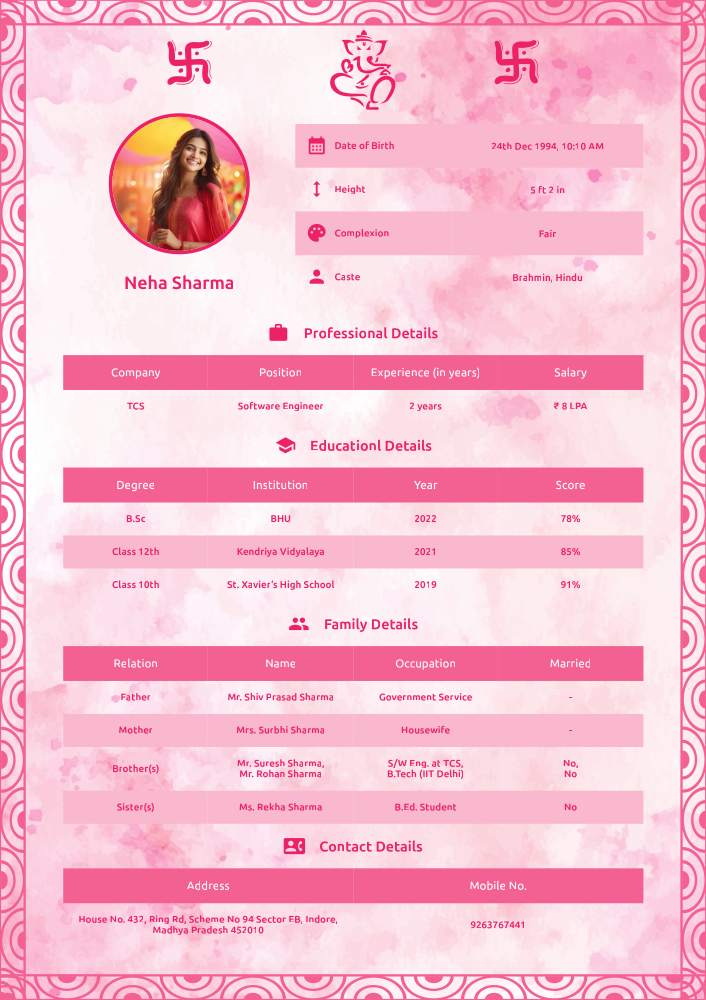 Date of Birth 24th Dec 1994, 10:10 AM
Height 5 ft 2 in
Complexion Fair
Caste Brahmin, Hindu
Neha Sharma
Professional Details
Company Position Experience (in years) Salary
TCS Software Engineer 2 years ₹ 8 LPA
Educationl Details
Degree Institution Year Score
B.Sc BHU 2022 78%
Class 12th Kendriya Vidyalaya 2021 85%
Class 10th St. Xavier's High School 2019 91%
Family Details
Relation Name Occupation Married
Father Mr. Shiv Prasad Sharma Government Service -
Mother Mrs. Surbhi Sharma Housewife -
Brother(s) Mr. Suresh Sharma, S/W Eng. at TCS, No,
Mr. Rohan Sharma B.Tech (IIT Delhi) No
Sister(s) Ms. Rekha Sharma B.Ed. Student No
Contact Details
Address Mobile No.
House No. 432, Ring Rd, Scheme No 94 Sector EB, Indore, 9263767441
Madhya Pradesh 452010